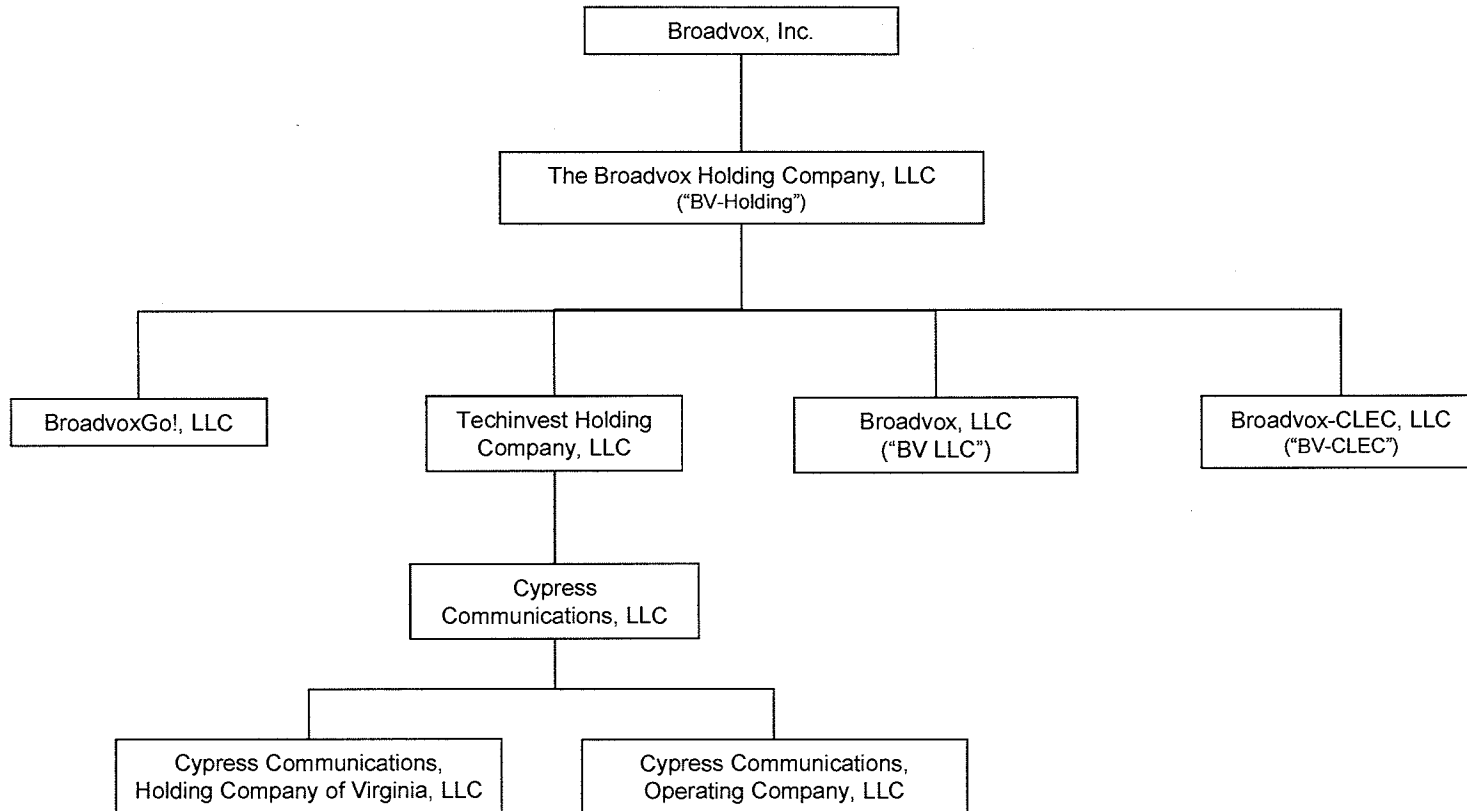 Broadvox, Inc.
The Broadvox Holding Company, LLC
("BV-Holding")
BroadvoxGo!, LLC
Techinvest Holding
Company, LLC
Broadvox, LLC
("BV LLC")
Broadvox-CLEC, LLC
("BV-CLEC")
Cypress
Communications, LLC
Cypress Communications,
Holding Company of Virginia, LLC
Cypress Communications,
Operating Company, LLC